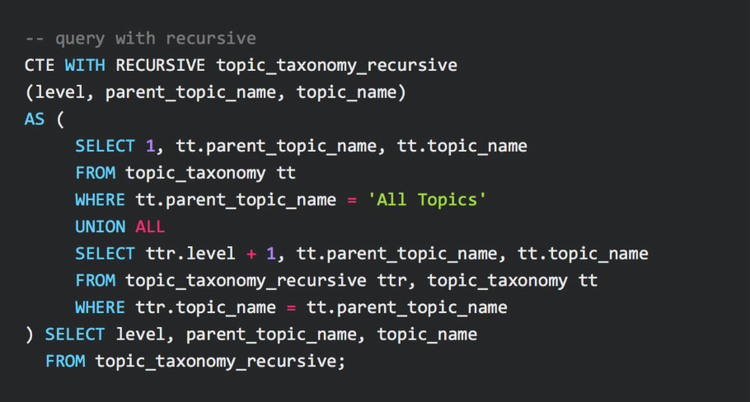 -- query with recursive
CTE WITH RECURSIVE topic_taxonomy_recursive
(level, parent_topic_name, topic_name)
AS (
SELECT 1, tt.parent_topic_name, tt.topic_name
FROM topic_taxonomy tt
WHERE tt.parent_topic_name = 'All Topics'
UNION ALL
SELECT ttr.level + 1, tt.parent_topic_name, tt.topic_name
FROM topic_taxonomy_recursive ttr, topic_taxonomy tt
WHERE ttr.topic_name = tt.parent_topic_name
) SELECT level, parent_topic_name, topic_name
FROM topic_taxonomy_recursive;